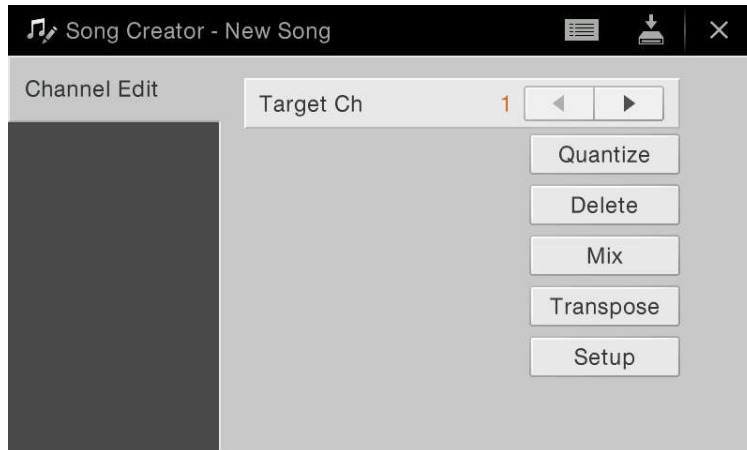 Song Creator - New Song
Channel Edit
Target Ch 1
Quantize
Delete
Mix
Transpose
Setup